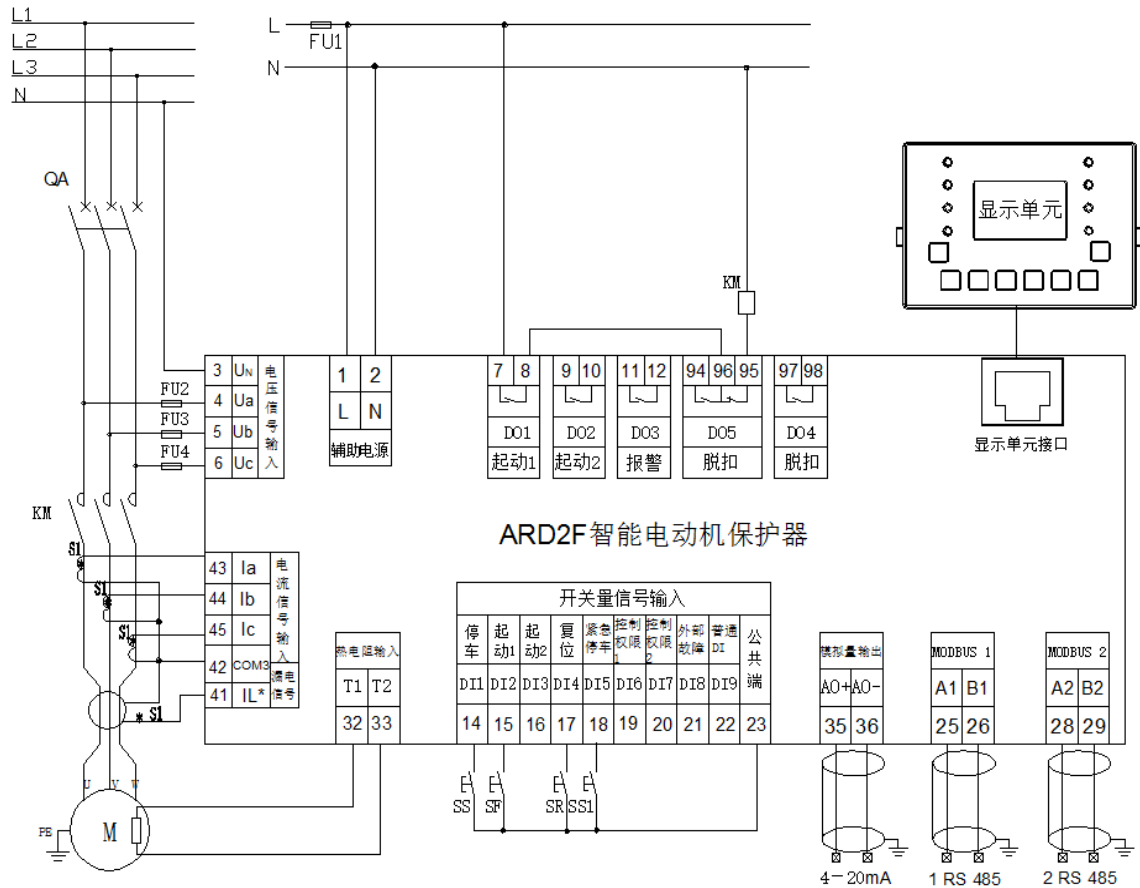 L1
L2
L3
N
L
FU1
N
QA
显示单元
KM
FU2
FU3
FU4
3 UN
4 Ua
5 Ub
6 Uc
电压信号输入
1 2
L N
辅助电源
7 8
DO1
起动1
9 10
DO2
起动2
11 12
DO3
报警
94 96 95
DO5
脱扣
97 98
DO4
脱扣
显示单元接口
KM
ARD2F智能电动机保护器
S1
S1
S1
S1
43 Ia
44 Ib
45 Ic
42 COM3
41 IL*
电流信号输入
漏电信号
热电阻输入
T1 T2
32 33
开关量信号输入
停车 起动1 起动2 复位 紧急停车 控制权限1 控制权限2 外部故障 普通DI 公共端
DI1 DI2 DI3 DI4 DI5 DI6 DI7 DI8 DI9
14 15 16 17 18 19 20 21 22 23
SS SF SR SS1
模拟量输出
AO+ AO-
35 36
4-20mA
MODBUS 1
A1 B1
25 26
1 RS 485
MODBUS 2
A2 B2
28 29
2 RS 485
U V W
M
PE